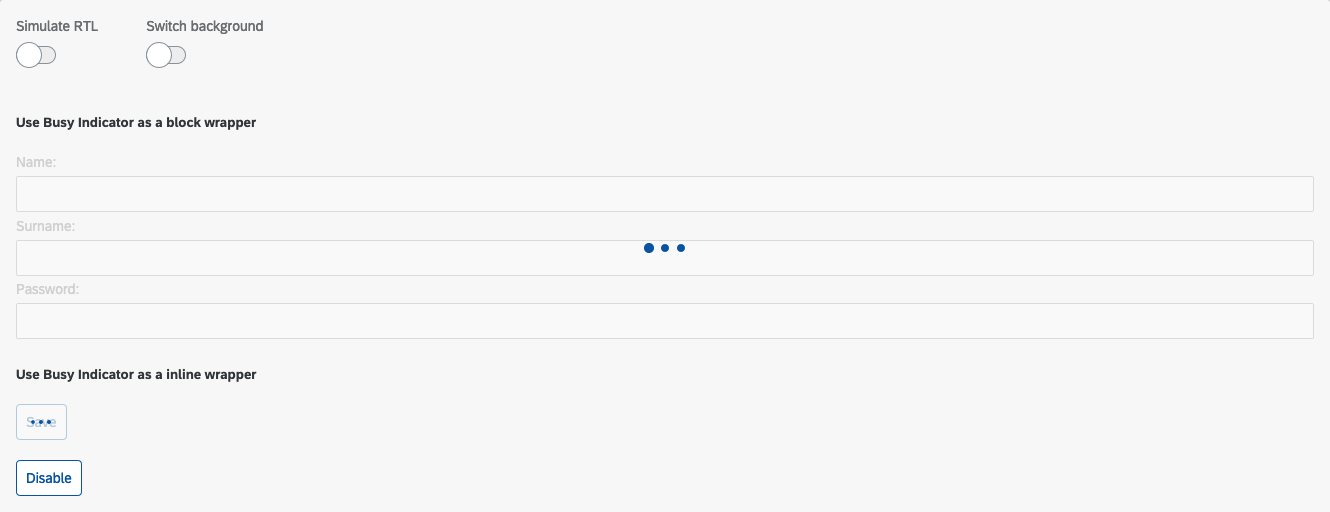 Simulate RTL Switch background
Use Busy Indicator as a block wrapper
Name:
Surname:
Password:
Use Busy Indicator as a inline wrapper
Save
Disable